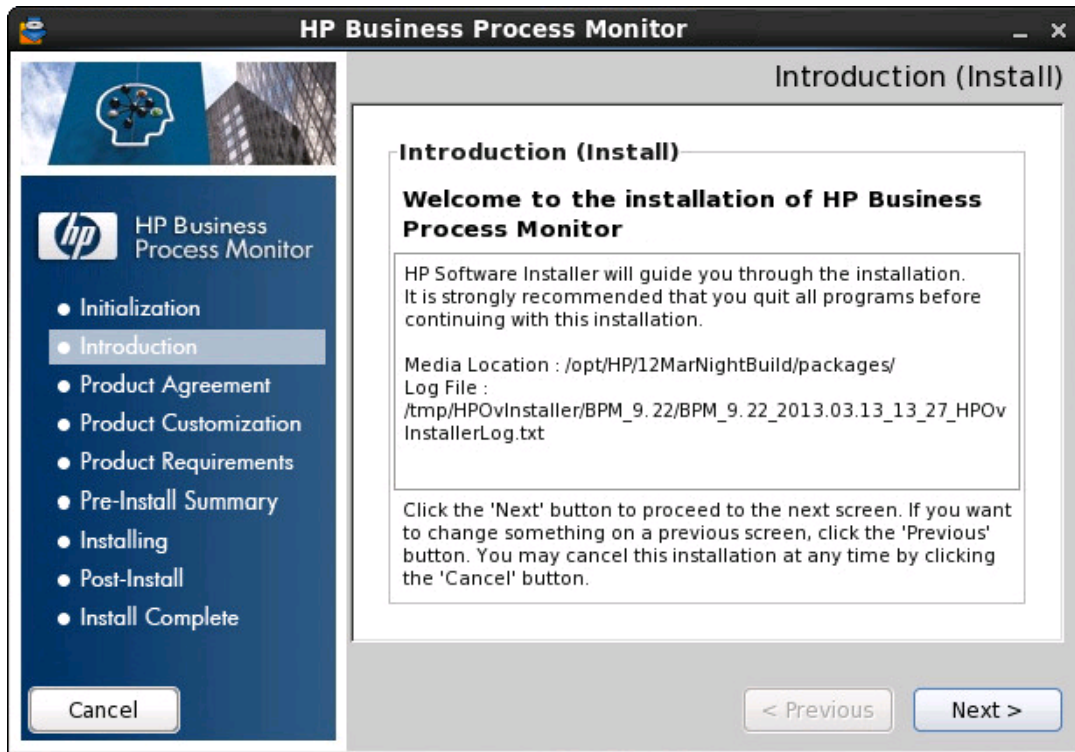 HP Business Process Monitor
Introduction (Install)
hp
HP Business
Process Monitor
Initialization
Introduction
Product Agreement
Product Customization
Product Requirements
Pre-Install Summary
Installing
Post-Install
Install Complete
Introduction (Install)
Welcome to the installation of HP Business
Process Monitor
HP Software Installer will guide you through the installation.
It is strongly recommended that you quit all programs before
continuing with this installation.
Media Location : /opt/HP/12MarNightBuild/packages/
Log File :
/tmp/HPOvInstaller/BPM_9.22/BPM_9.22_2013.03.13_13_27_HPOv
InstallerLog.txt
Click the 'Next' button to proceed to the next screen. If you want
to change something on a previous screen, click the 'Previous'
button. You may cancel this installation at any time by clicking
the 'Cancel' button.
Cancel
< Previous
Next >